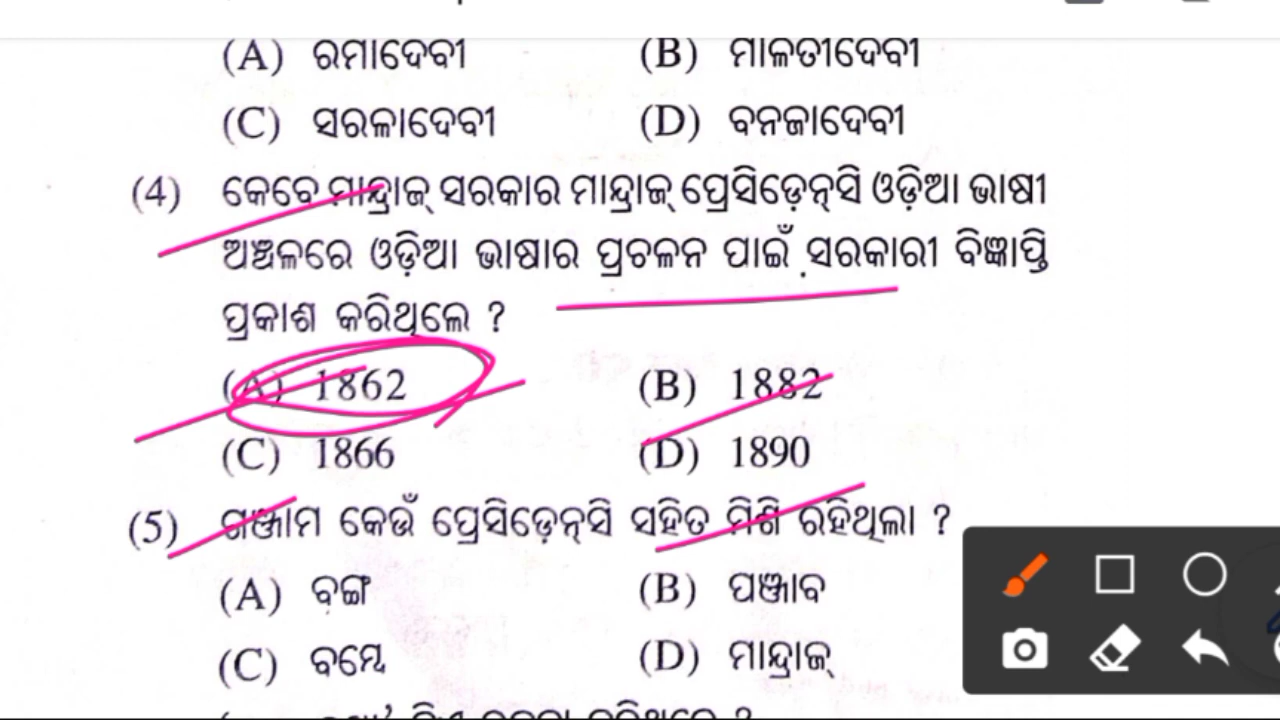 (A) ରମାଦେବୀ (B) ମାଳତୀଦେବୀ
(C) ସରଳାଦେବୀ (D) ବନଜାଦେବୀ
(4) କେବେ ମାନ୍ଦ୍ରାଜ୍ ସରକାର ମାନ୍ଦ୍ରାଜ୍ ପ୍ରେସିଡ଼େନ୍‌ସି ଓଡ଼ିଆ ଭାଷୀ
ଅଞ୍ଚଳରେ ଓଡ଼ିଆ ଭାଷାର ପ୍ରଚଳନ ପାଇଁ ସରକାରୀ ବିଜ୍ଞାପ୍ତି
ପ୍ରକାଶ କରିଥିଲେ ?
(A) 1862 (B) 1882
(C) 1866 (D) 1890
(5) ଗଞ୍ଜାମ କେଉଁ ପ୍ରେସିଡ଼େନ୍‌ସି ସହିତ ମିଶି ରହିଥିଲା ?
(A) ବଙ୍ଗ (B) ପଞ୍ଜାବ
(C) ବମ୍ବେ (D) ମାନ୍ଦ୍ରାଜ୍